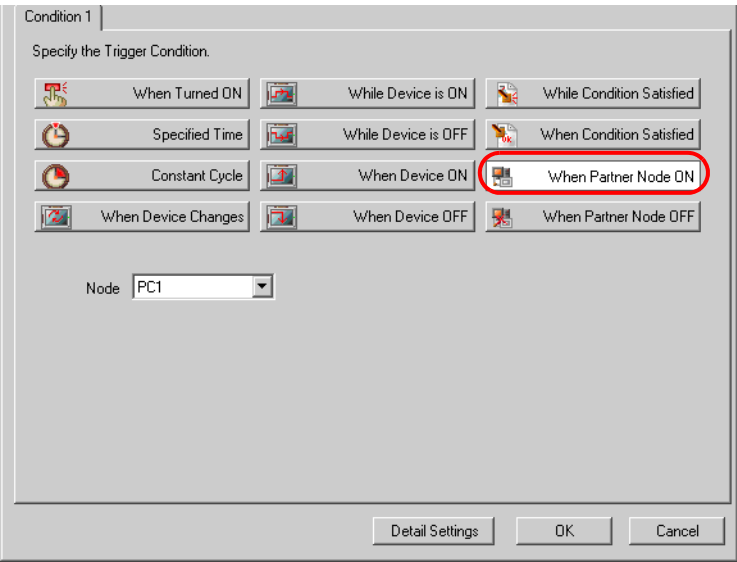 Condition 1
Specify the Trigger Condition.
When Turned ON While Device is ON While Condition Satisfied
Specified Time While Device is OFF When Condition Satisfied
Constant Cycle When Device ON When Partner Node ON
When Device Changes When Device OFF When Partner Node OFF
Node PC1
Detail Settings OK Cancel